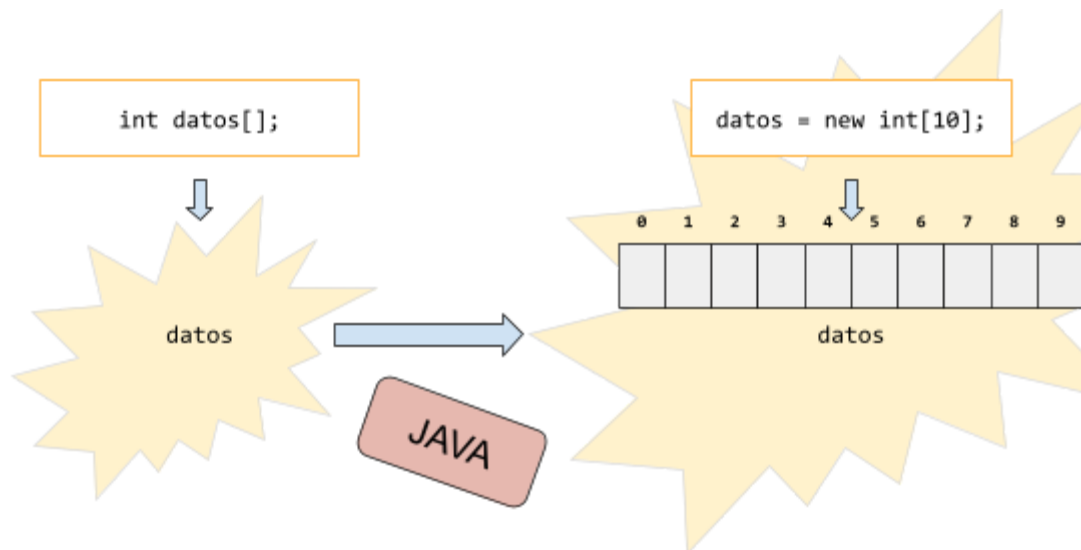 int datos[];
datos = new int[10];
0 1 2 3 4 5 6 7 8 9
datos
datos
JAVA